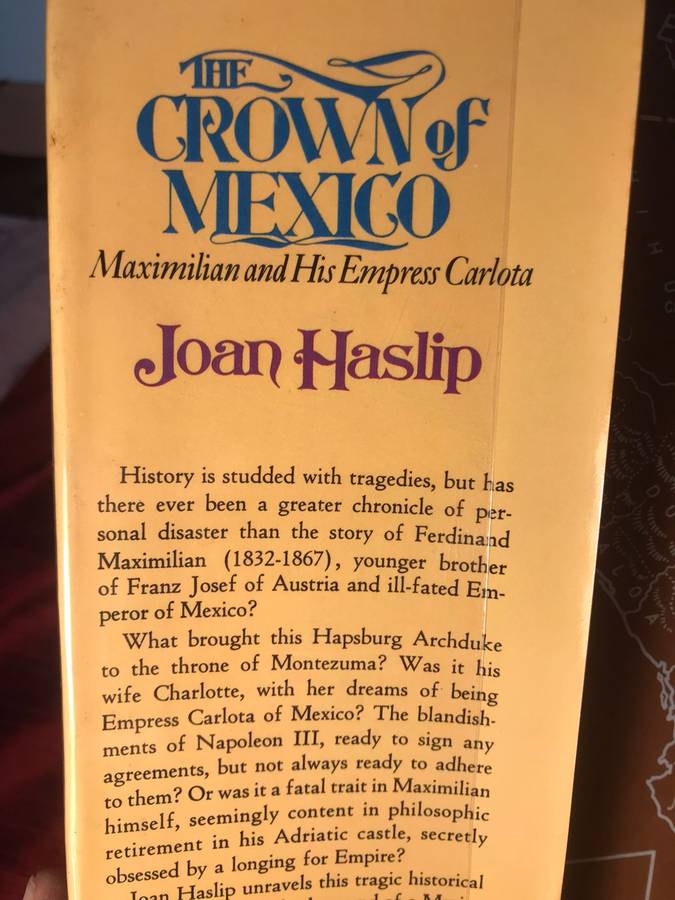 THE
CROWN of
MEXICO
Maximilian and His Empress Carlota
Joan Haslip
History is studded with tragedies, but has
there ever been a greater chronicle of per-
sonal disaster than the story of Ferdinand
Maximilian (1832-1867), younger brother
of Franz Josef of Austria and ill-fated Em-
peror of Mexico?
What brought this Hapsburg Archduke
to the throne of Montezuma? Was it his
wife Charlotte, with her dreams of being
Empress Carlota of Mexico? The blandish-
ments of Napoleon III, ready to sign any
agreements, but not always ready to adhere
to them? Or was it a fatal trait in Maximilian
himself, seemingly content in philosophic
retirement in his Adriatic castle, secretly
obsessed by a longing for Empire?
Joan Haslip unravels this tragic historical